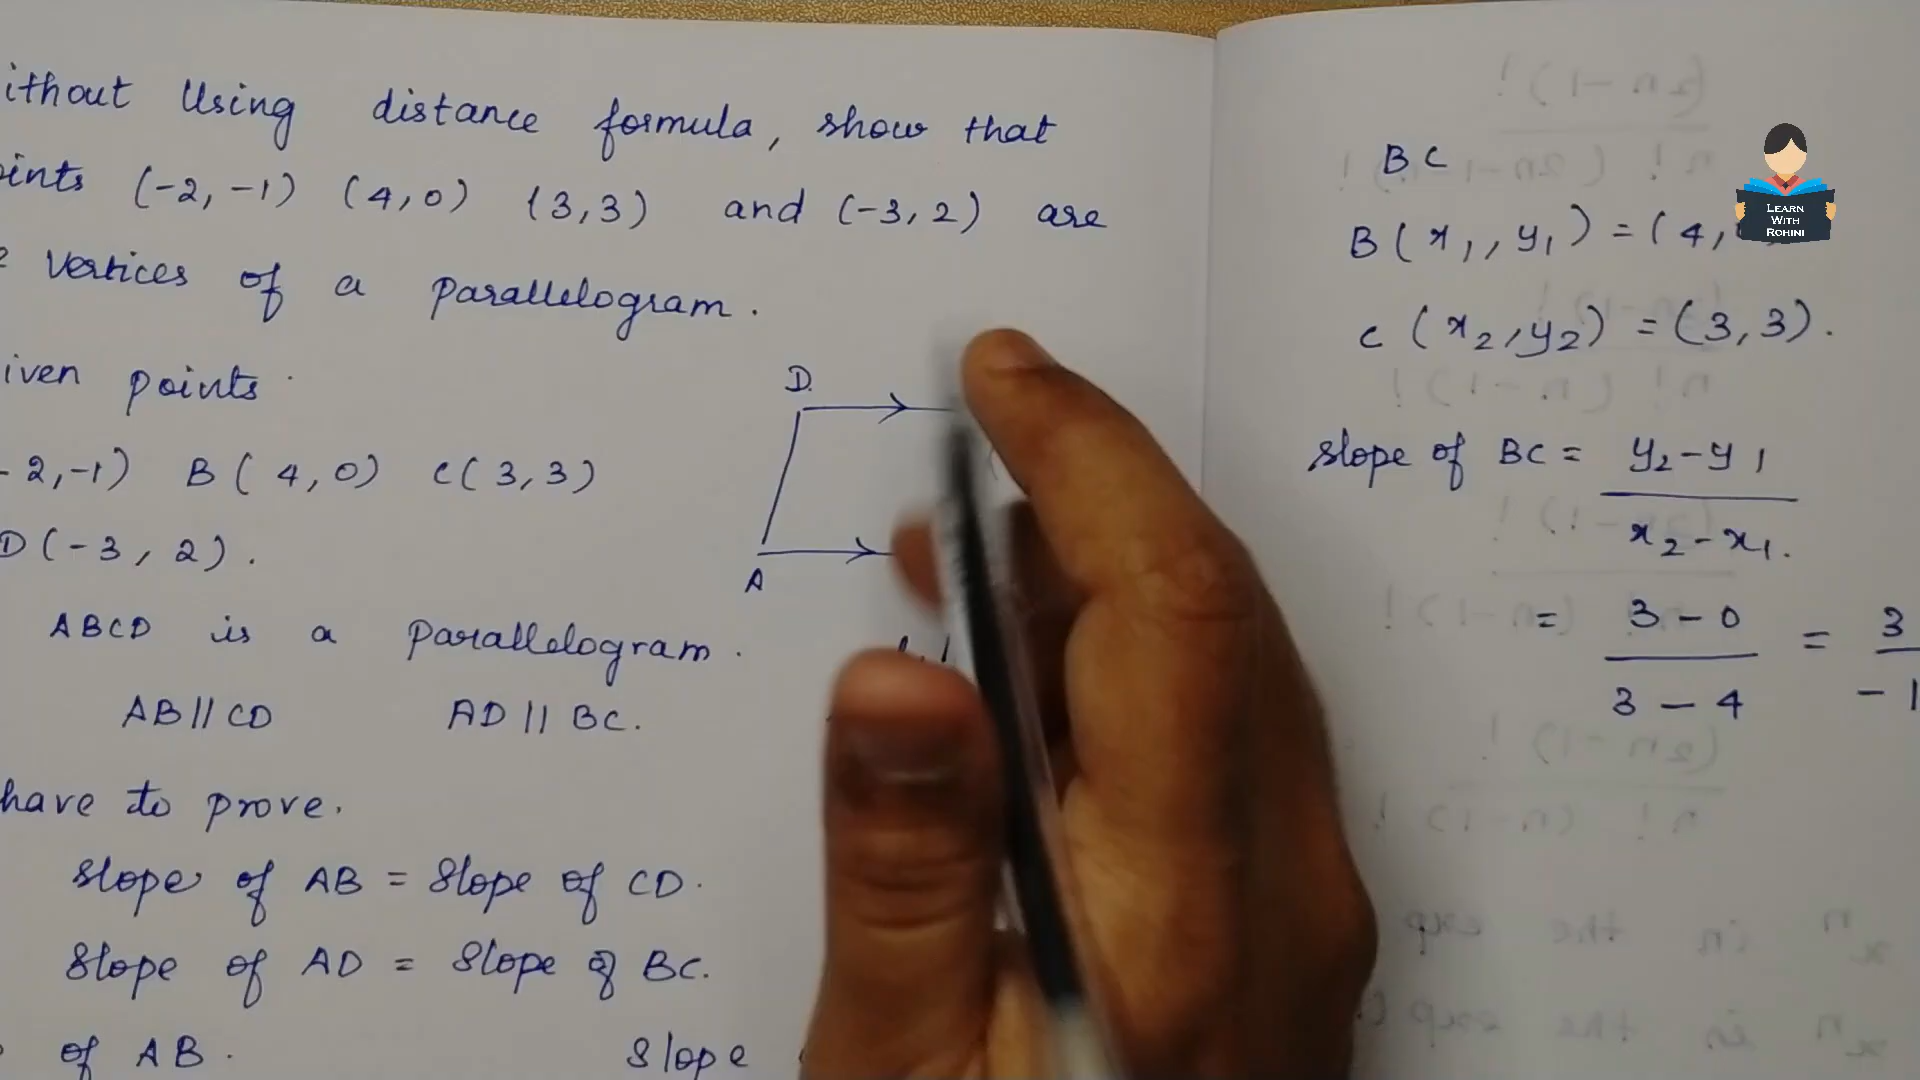 ithout Using distance formula, show that
ints (-2, -1) (4, 0) (3, 3) and (-3, 2) are
vertices of a parallelogram.
iven points
- 2, -1) B( 4, 0) C( 3, 3)
D(-3, 2).
ABCD is a parallelogram.
AB // CD AD // BC.
have to prove.
Slope of AB = Slope of CD.
Slope of AD = Slope of BC.
of AB.
Slope
D.
A
BC
B ( x1, y1 ) = ( 4,
C ( x2, y2 ) = (3, 3).
Slope of BC = y2 - y1 / x2 - x1.
= 3 - 0 / 3 - 4 = 3 / - 1
LEARN
WITH
ROHINI